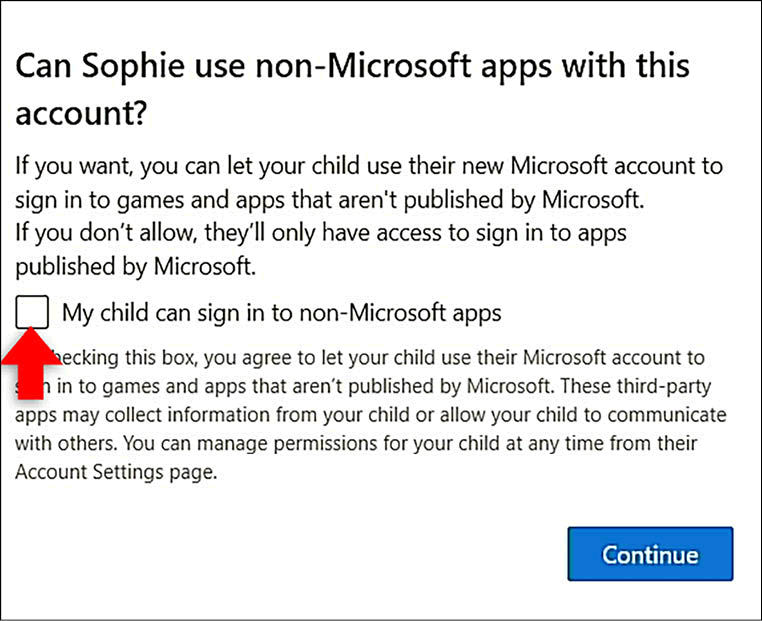 Can Sophie use non-Microsoft apps with this
account?
If you want, you can let your child use their new Microsoft account to
sign in to games and apps that aren't published by Microsoft.
If you don’t allow, they’ll only have access to sign in to apps
published by Microsoft.
My child can sign in to non-Microsoft apps
this box, you agree to let your child use their Microsoft account to
in to games and apps that aren’t published by Microsoft. These third-party
apps may collect information from your child or allow your child to communicate
with others. You can manage permissions for your child at any time from their
Account Settings page.
Continue